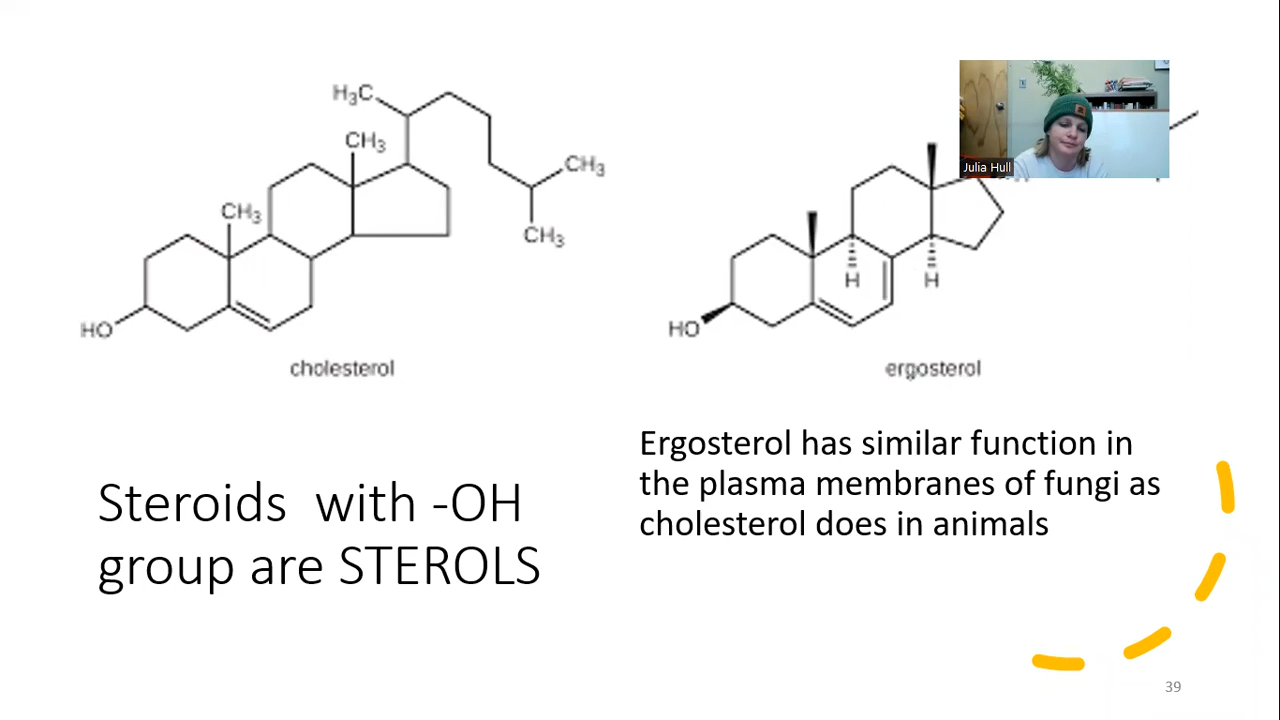 H₃C
CH₃
CH₃
CH₃
CH₃
HO
cholesterol
Julia Hull
H
H
HO
ergosterol
Steroids with -OH
group are STEROLS
Ergosterol has similar function in
the plasma membranes of fungi as
cholesterol does in animals
39